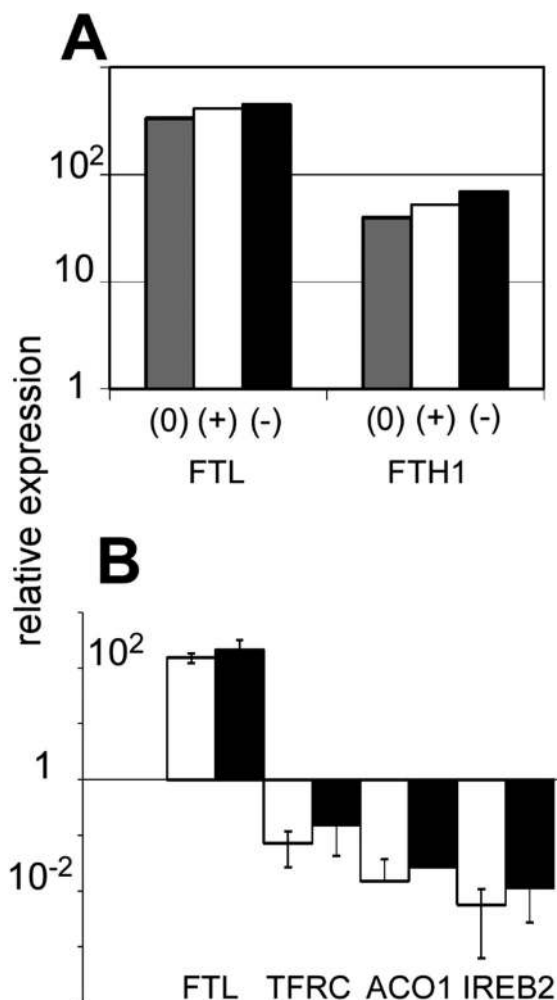 A
10²
10
1
(0) (+) (-) (0) (+) (-)
FTL FTH1
relative expression
B
10²
1
10⁻²
FTL TFRC ACO1 IREB2